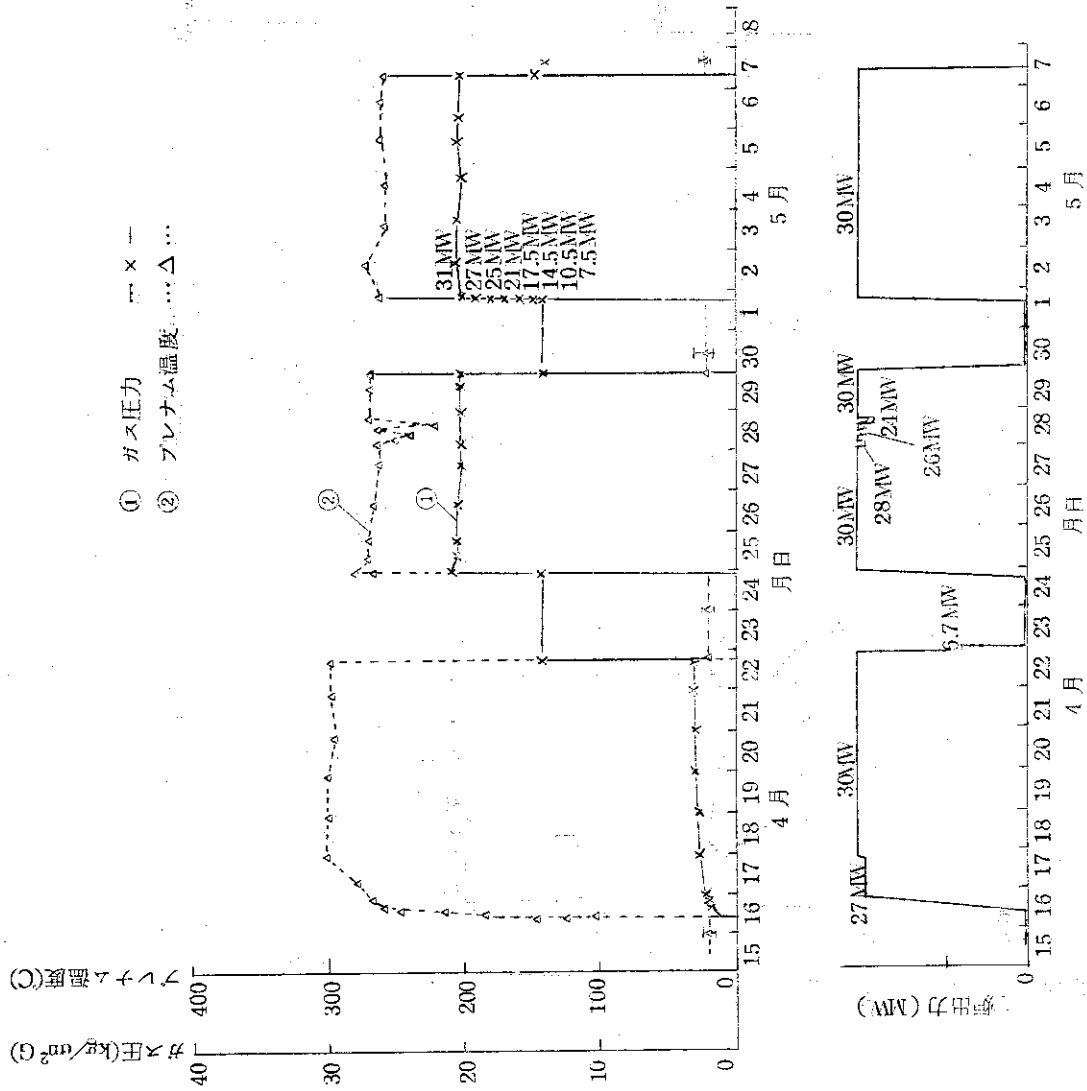 ① ガス圧力 — × —
② プレナム温度 … △ …
プレナム温度(C)
400
300
200
100
0
ガス圧(kg/cm²G)
40
30
20
10
0
②
①
31MW
27MW
25MW
21MW
17.5MW
14.5MW
10.5MW
7.5MW
15 16 17 18 19 20 21 22 23 24 25 26 27 28 29 30 1 2 3 4 5 6 7 8
4月
月日
5月
炉出力(MW)
0
27MW
30MW
6.7MW
30MW
28MW
26MW
24MW
30MW
30MW
15 16 17 18 19 20 21 22 23 24 25 26 27 28 29 30 1 2 3 4 5 6 7
4月
月日
5月